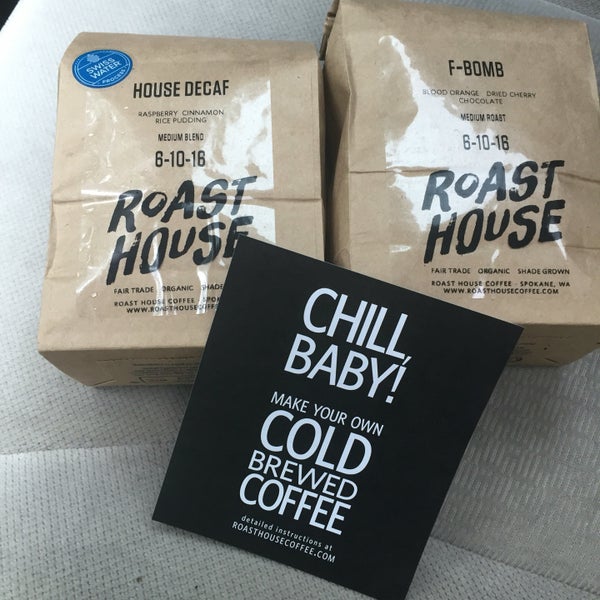 SWISS
WATER
PROCESS
HOUSE DECAF
RASPBERRY CINNAMON
RICE PUDDING
MEDIUM BLEND
6-10-16
ROAST
HOUSE
FAIR TRADE ORGANIC SHADE
ROAST HOUSE COFFEE - SPOKANE
WWW.ROASTHOUSE
F-BOMB
BLOOD ORANGE DRIED CHERRY
CHOCOLATE
MEDIUM ROAST
6-10-16
ROAST
HOUSE
FAIR TRADE ORGANIC SHADE GROWN
ROAST HOUSE COFFEE - SPOKANE, WA
WWW.ROASTHOUSECOFFEE.COM
CHILL,
BABY!
MAKE YOUR OWN
COLD
BREWED
COFFEE
detailed instructions at
ROASTHOUSECOFFEE.COM